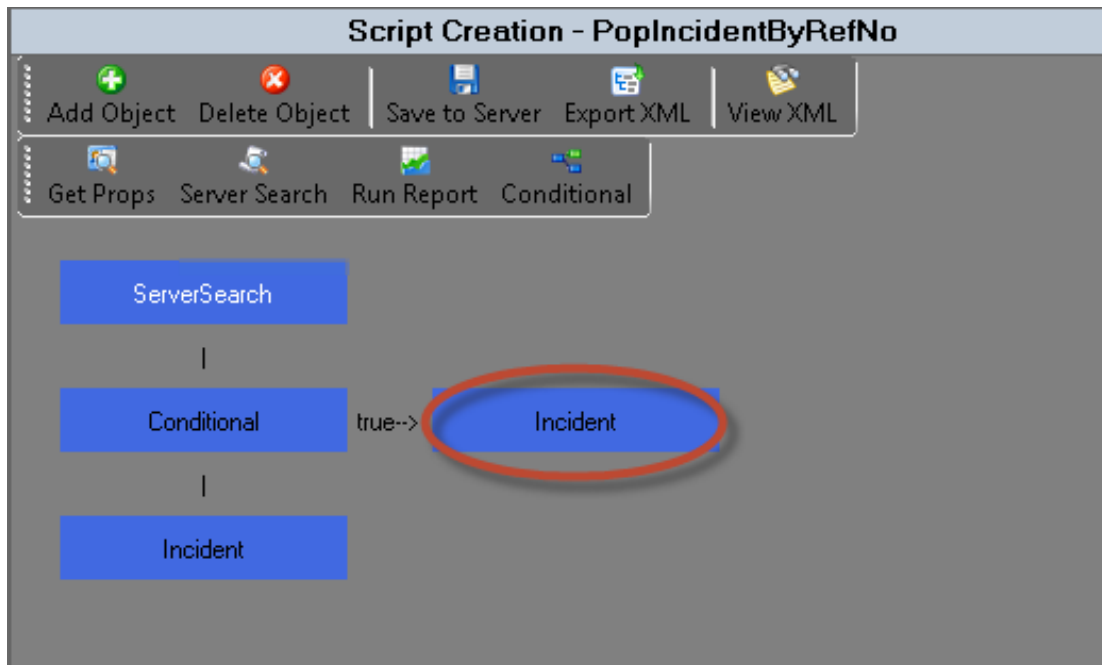 Script Creation - PopIncidentByRefNo
Add Object Delete Object Save to Server Export XML View XML
Get Props Server Search Run Report Conditional
ServerSearch
|
Conditional true--> Incident
|
Incident